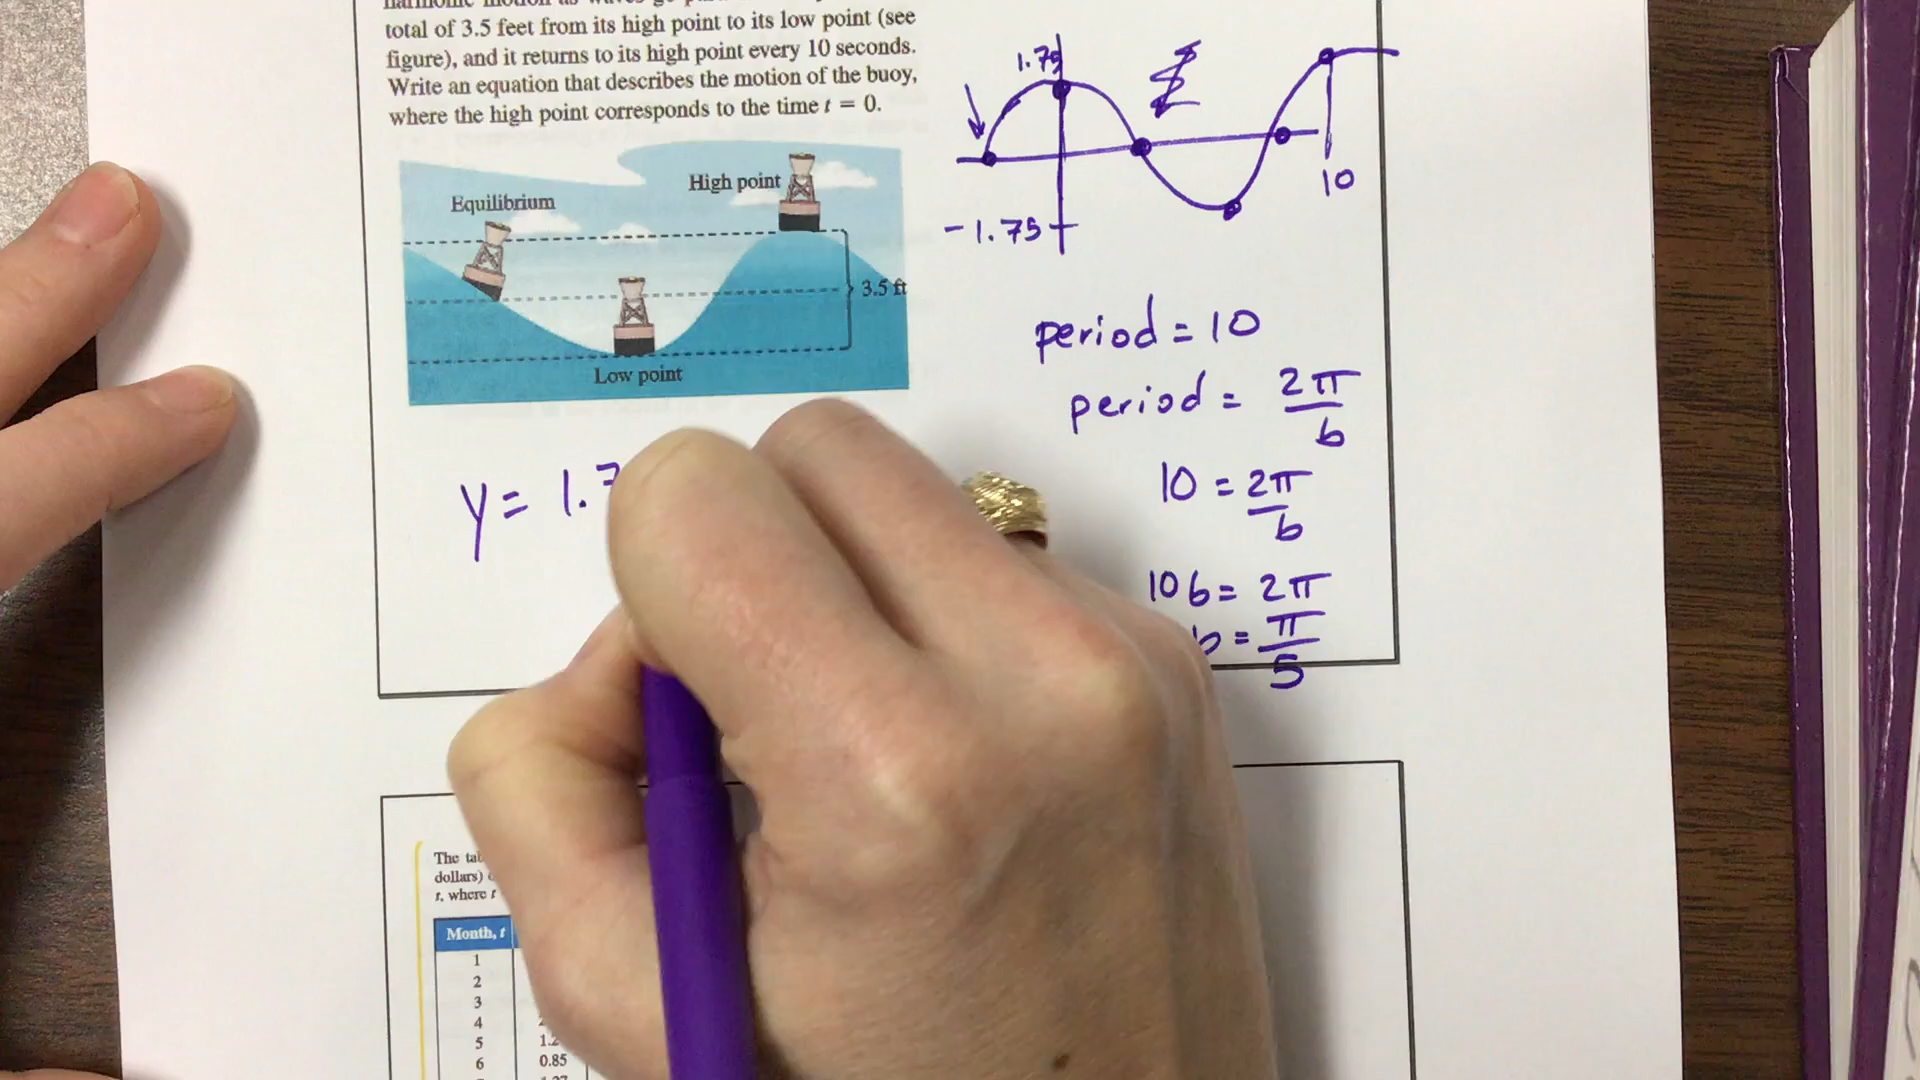 total of 3.5 feet from its high point to its low point (see
figure), and it returns to its high point every 10 seconds.
Write an equation that describes the motion of the buoy,
where the high point corresponds to the time t = 0.
Equilibrium
High point
3.5 ft
Low point
1.75
-1.75
10
period = 10
period = 2π/b
10 = 2π/b
10b = 2π
b = π/5
y = 1.7
The
dollars)
t, where t
Month, t
1
2
3
4
5
6 0.85